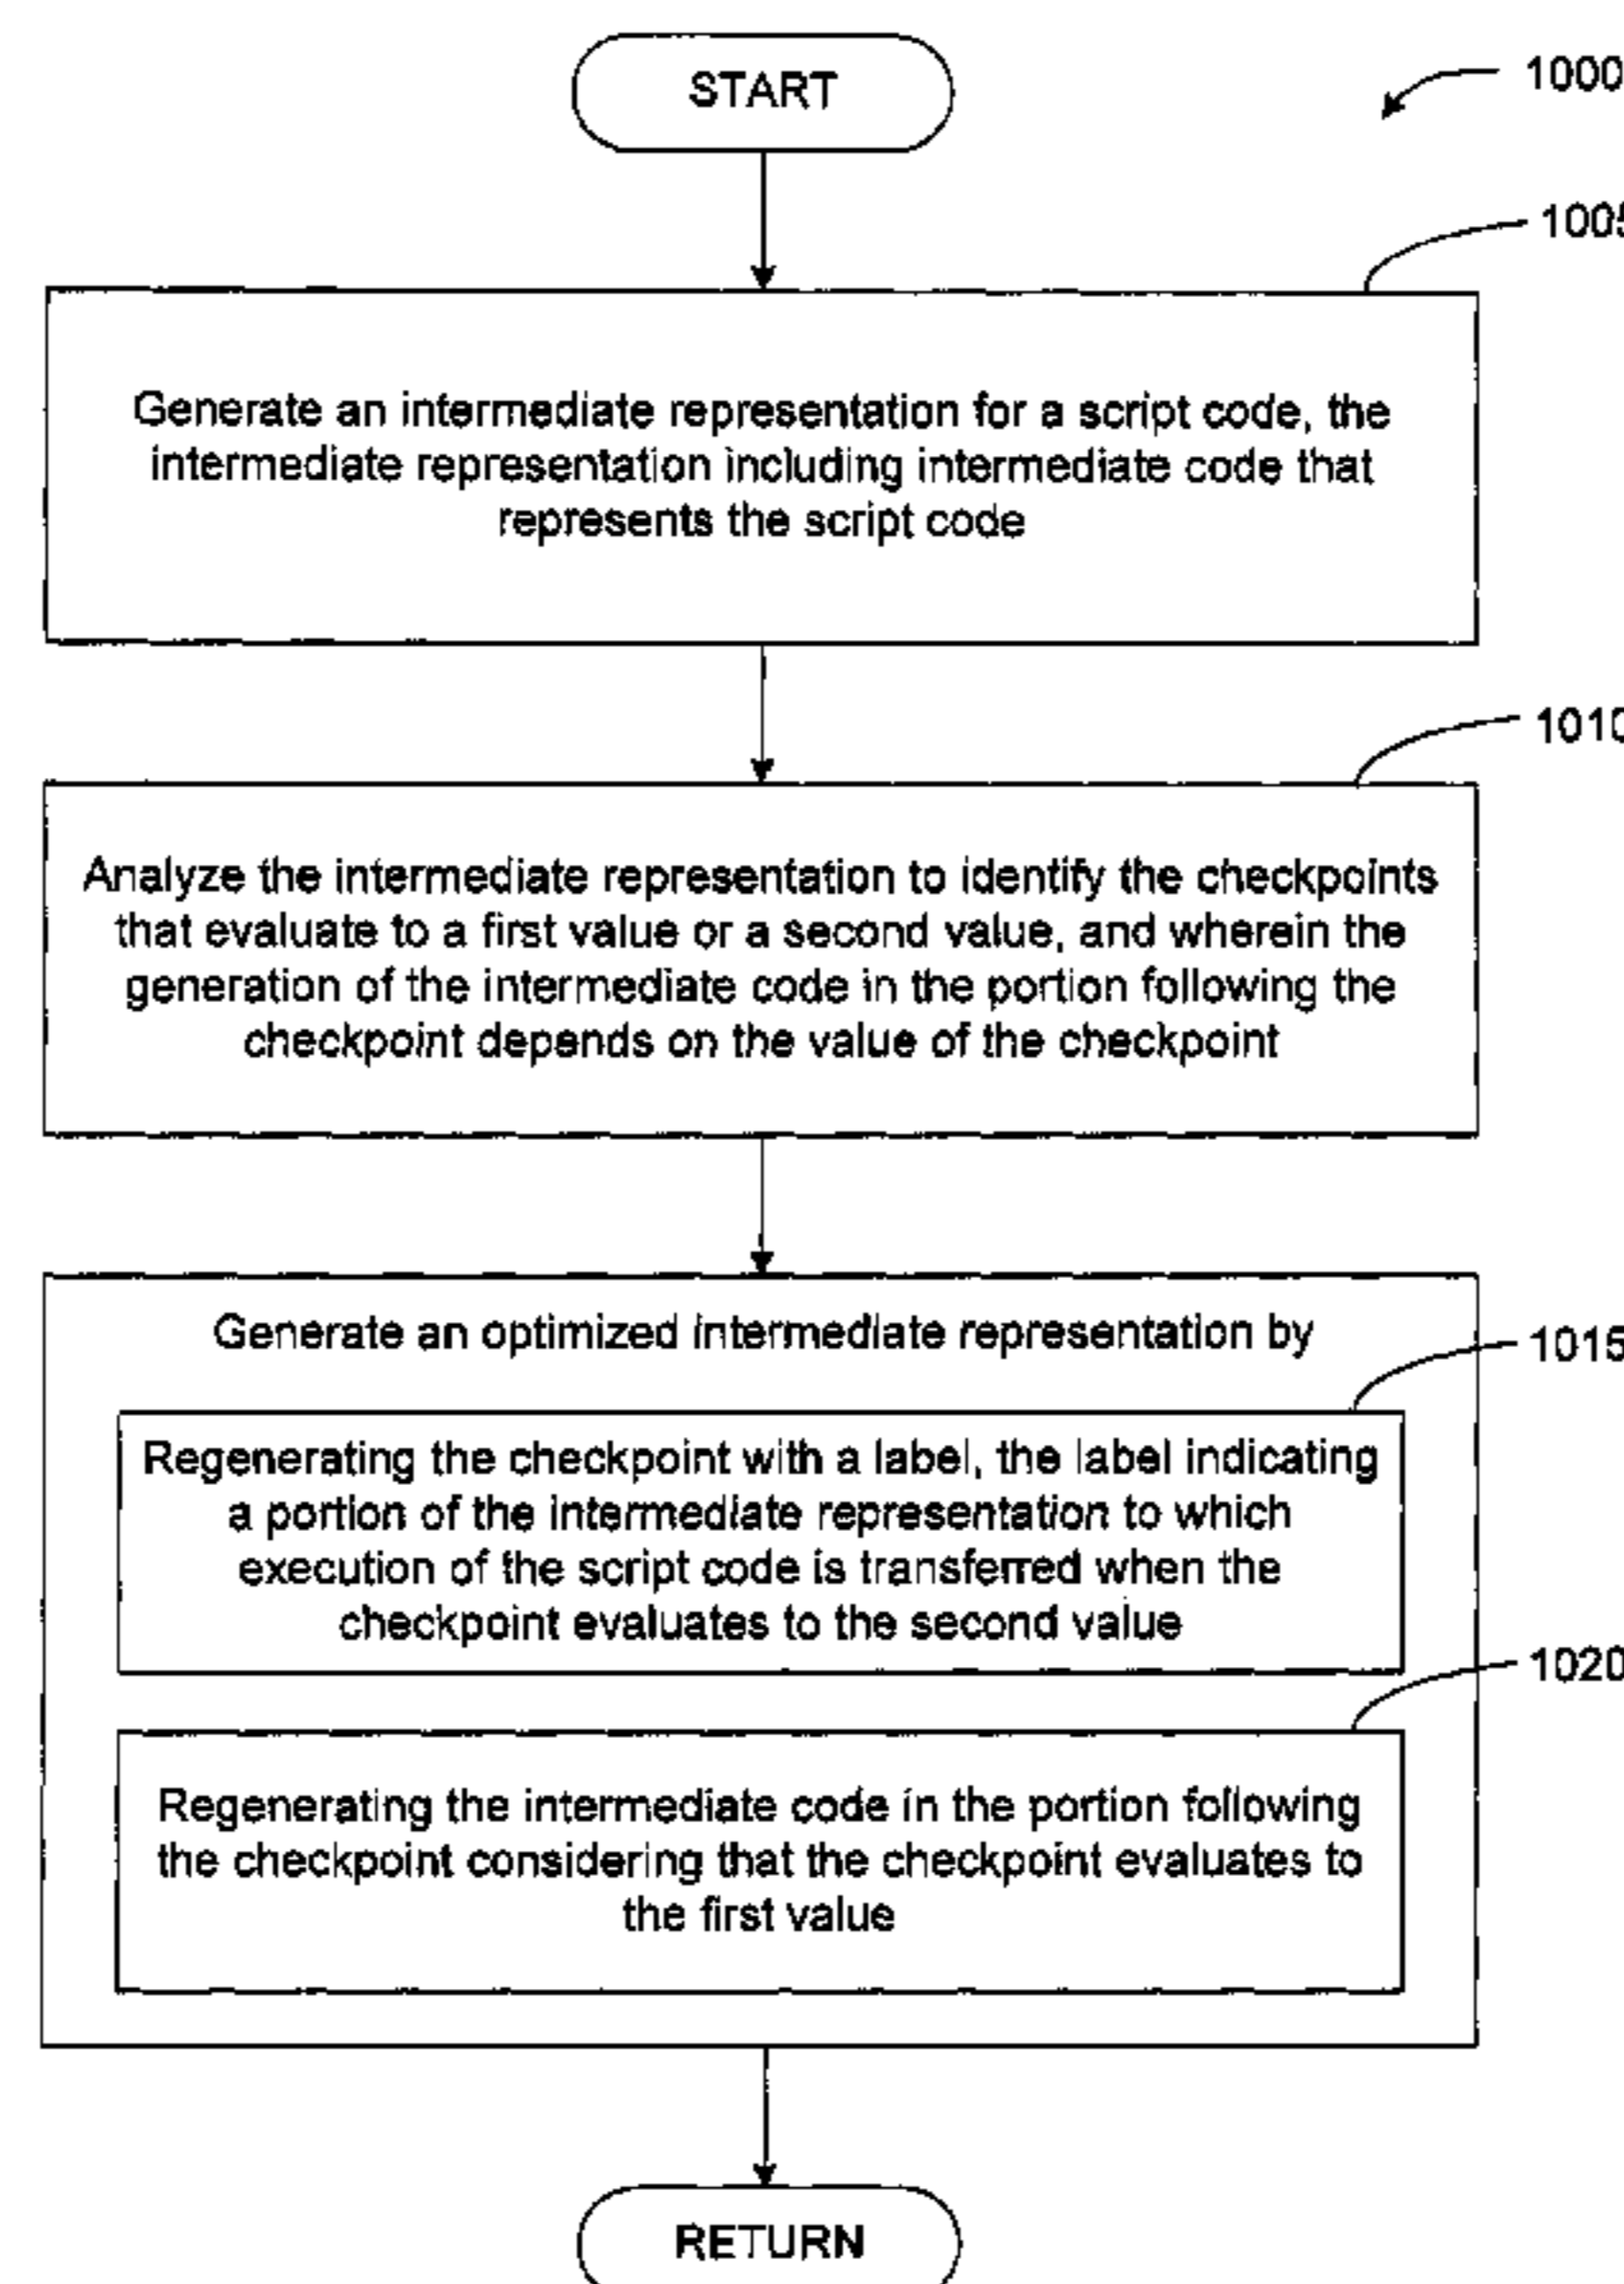 START
1000
1005
Generate an intermediate representation for a script code, the
intermediate representation including intermediate code that
represents the script code
1010
Analyze the intermediate representation to identify the checkpoints
that evaluate to a first value or a second value, and wherein the
generation of the intermediate code in the portion following the
checkpoint depends on the value of the checkpoint
Generate an optimized intermediate representation by
1015
Regenerating the checkpoint with a label, the label indicating
a portion of the intermediate representation to which
execution of the script code is transferred when the
checkpoint evaluates to the second value
1020
Regenerating the intermediate code in the portion following
the checkpoint considering that the checkpoint evaluates to
the first value
RETURN